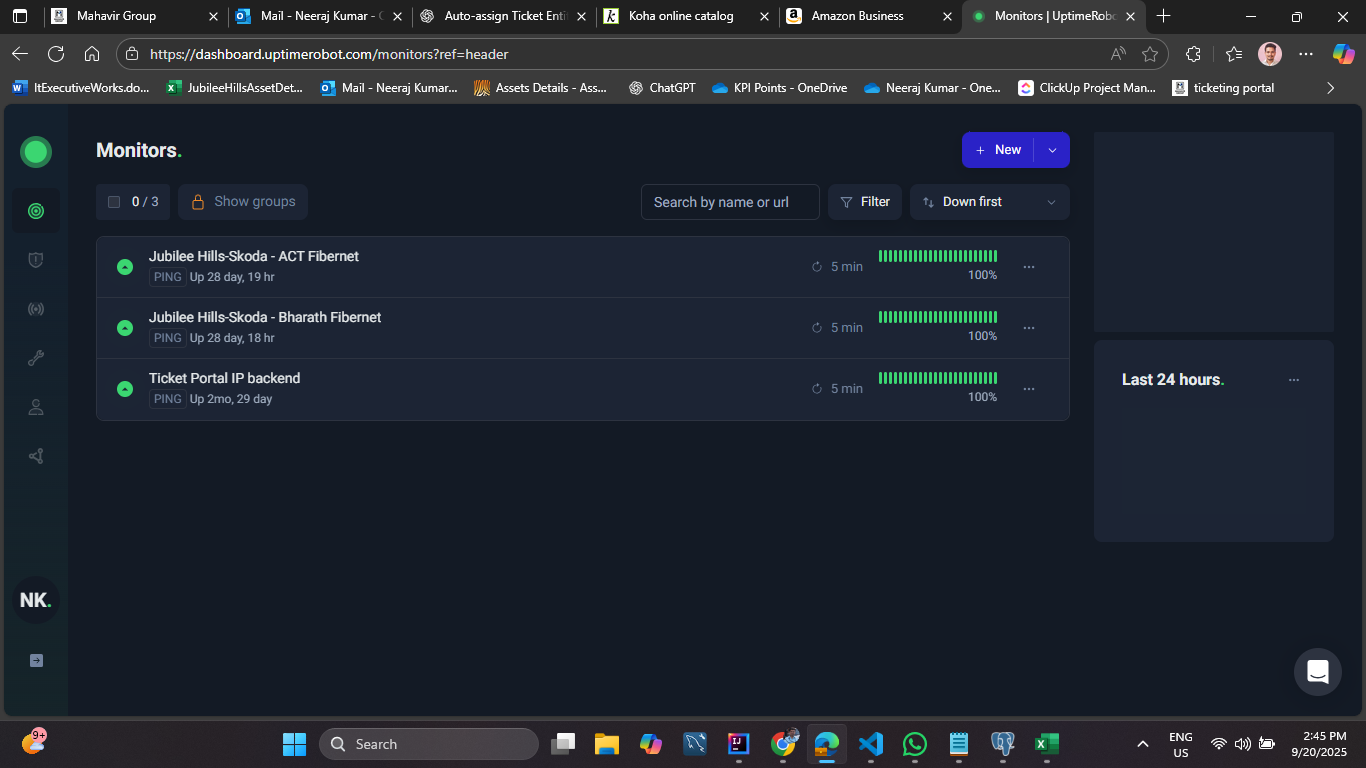 Mahavir Group
Mail - Neeraj Kumar - 
Auto-assign Ticket Enti
Koha online catalog
Amazon Business
Monitors | UptimeRobo
https://dashboard.uptimerobot.com/monitors?ref=header
ItExecutiveWorks.do...
JubileeHillsAssetDet...
Mail - Neeraj Kumar...
Assets Details - Ass...
ChatGPT
KPI Points - OneDrive
Neeraj Kumar - One...
ClickUp Project Man...
ticketing portal
Monitors.
+ New
0 / 3
Show groups
Search by name or url
Filter
Down first
Jubilee Hills-Skoda - ACT Fibernet
PING Up 28 day, 19 hr
5 min
100%
Jubilee Hills-Skoda - Bharath Fibernet
PING Up 28 day, 18 hr
5 min
100%
Ticket Portal IP backend
PING Up 2mo, 29 day
5 min
100%
Last 24 hours.
NK.
9+
Search
ENG
US
2:45 PM
9/20/2025